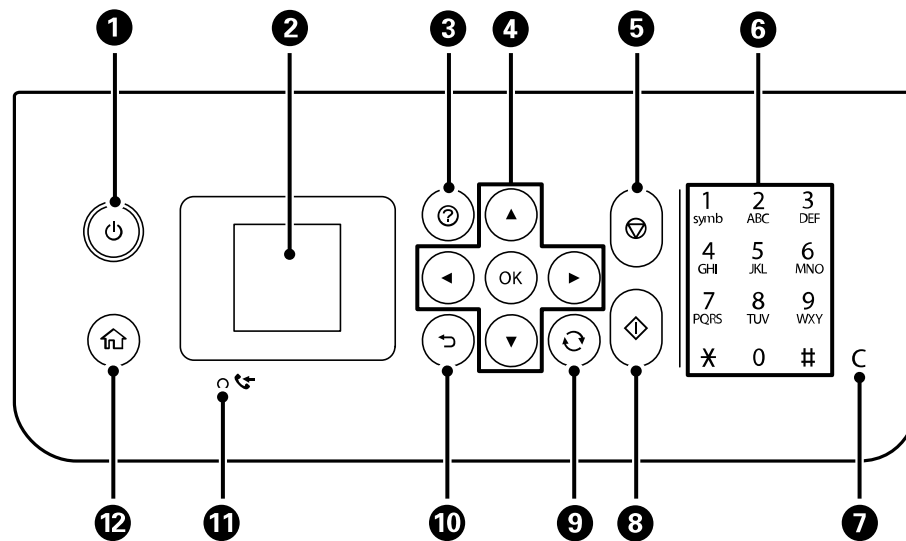 1 2 3 4 5 6
?
OK
1 2 3
symb ABC DEF
4 5 6
GHI JKL MNO
7 8 9
PQRS TUV WXY
* 0 #
C
12 11 10 9 8 7